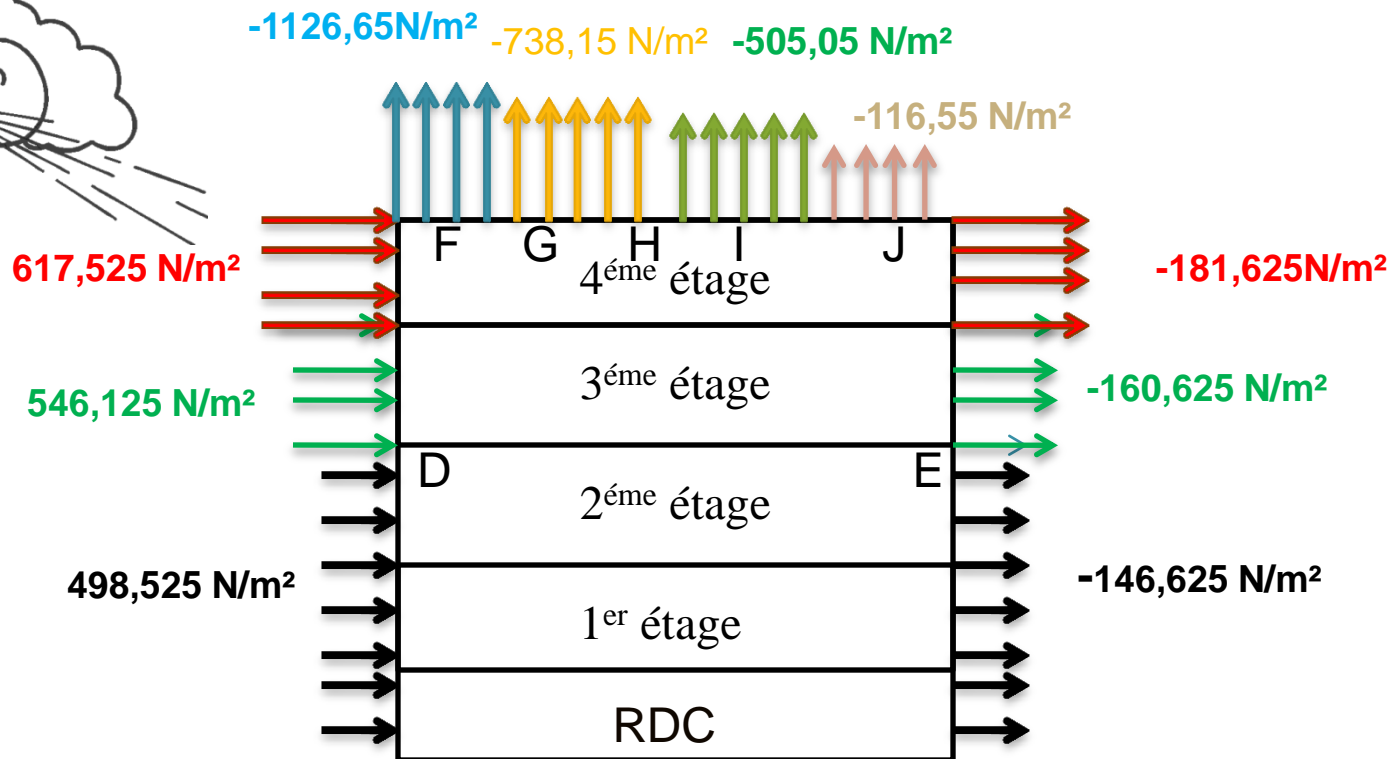 -1126,65N/m²
-738,15 N/m²
-505,05 N/m²
-116,55 N/m²
F G H I J
617,525 N/m²
4éme étage
-181,625N/m²
546,125 N/m²
3éme étage
-160,625 N/m²
D
E
2éme étage
498,525 N/m²
-146,625 N/m²
1er étage
RDC